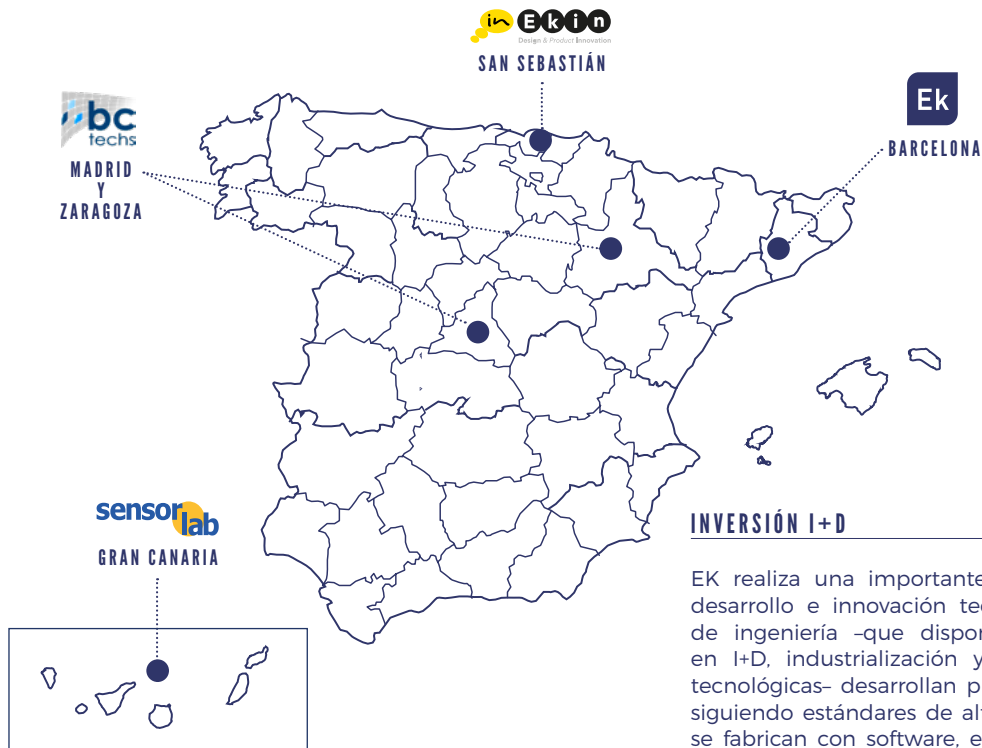 in Ekin
Design & Product Innovation
SAN SEBASTIÁN
bc
techs
MADRID
Y
ZARAGOZA
Ek
BARCELONA
sensor
lab
GRAN CANARIA
INVERSIÓN I+D
EK realiza una importante
desarrollo e innovación tec
de ingeniería –que dispor
en I+D, industrialización y
tecnológicas– desarrollan p
siguiendo estándares de alt
se fabrican con software, e